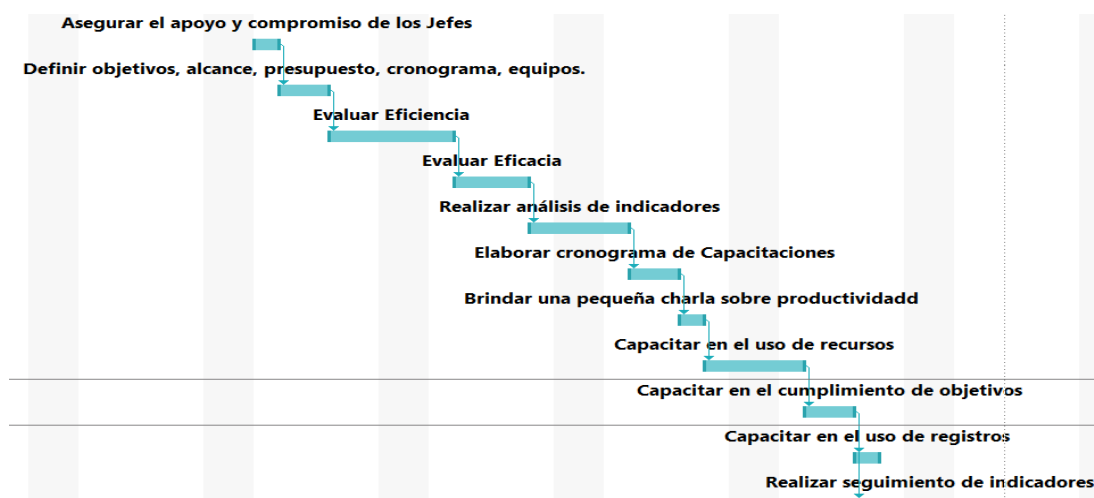 Asegurar el apoyo y compromiso de los Jefes
Definir objetivos, alcance, presupuesto, cronograma, equipos.
Evaluar Eficiencia
Evaluar Eficacia
Realizar análisis de indicadores
Elaborar cronograma de Capacitaciones
Brindar una pequeña charla sobre productividadd
Capacitar en el uso de recursos
Capacitar en el cumplimiento de objetivos
Capacitar en el uso de registros
Realizar seguimiento de indicadores